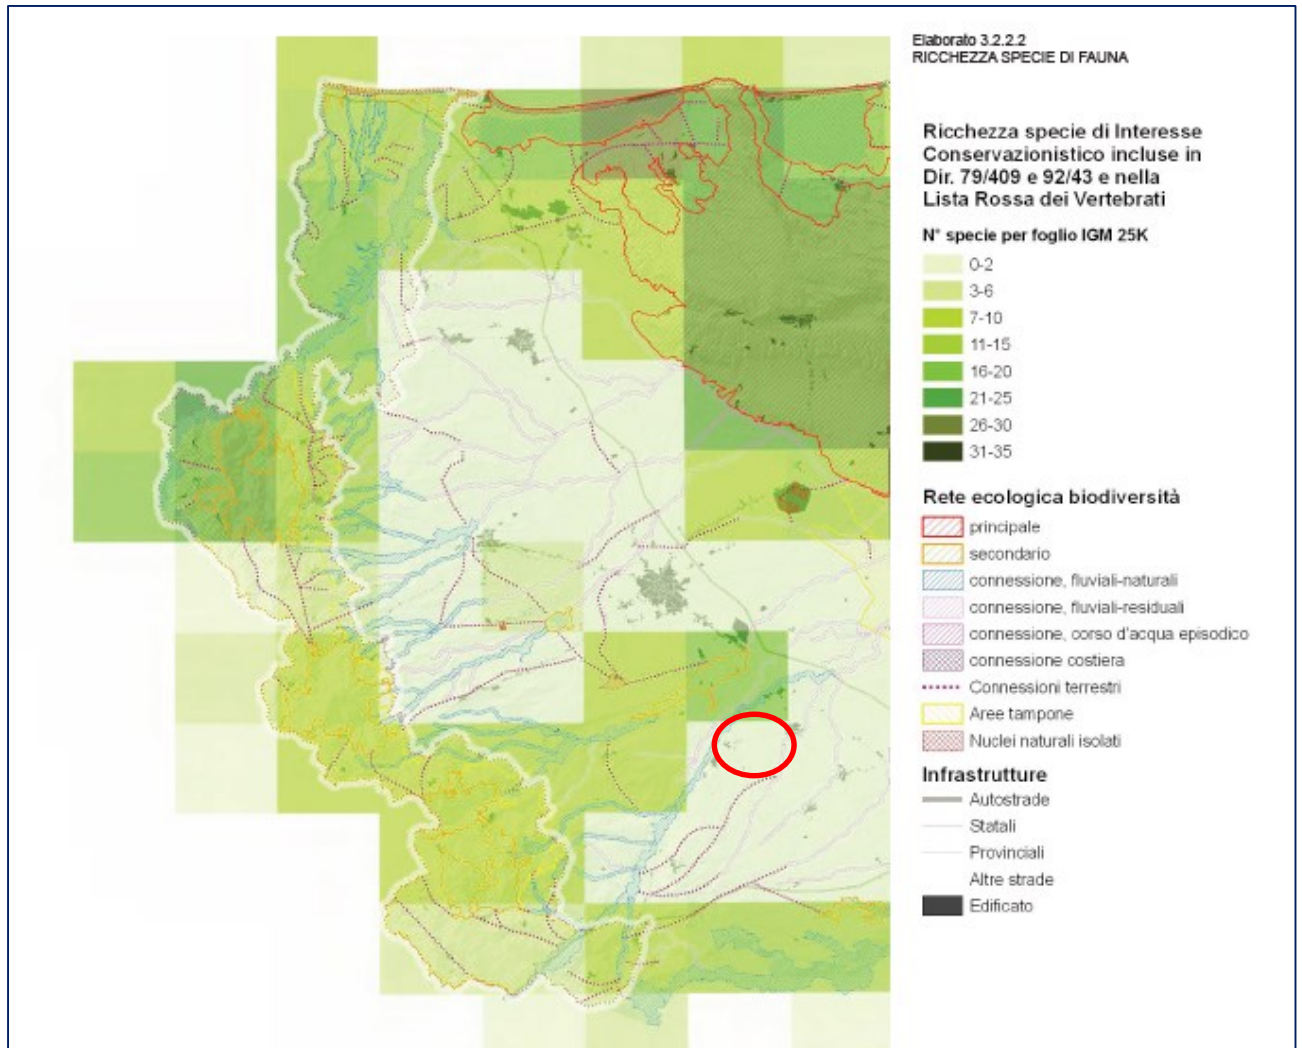 Elaborato 3.2.2.2
RICCHEZZA SPECIE DI FAUNA
Ricchezza specie di Interesse
Conservazionistico incluse in
Dir. 79/409 e 92/43 e nella
Lista Rossa dei Vertebrati
N° specie per foglio IGM 25K
0-2
3-6
7-10
11-15
16-20
21-25
26-30
31-35
Rete ecologica biodiversità
principale
secondario
connessione, fluviali-naturali
connessione, fluviali-residuali
connessione, corso d'acqua episodico
connessione costiera
Connessioni terrestri
Aree tampone
Nuclei naturali isolati
Infrastrutture
Autostrade
Statali
Provinciali
Altre strade
Edificato